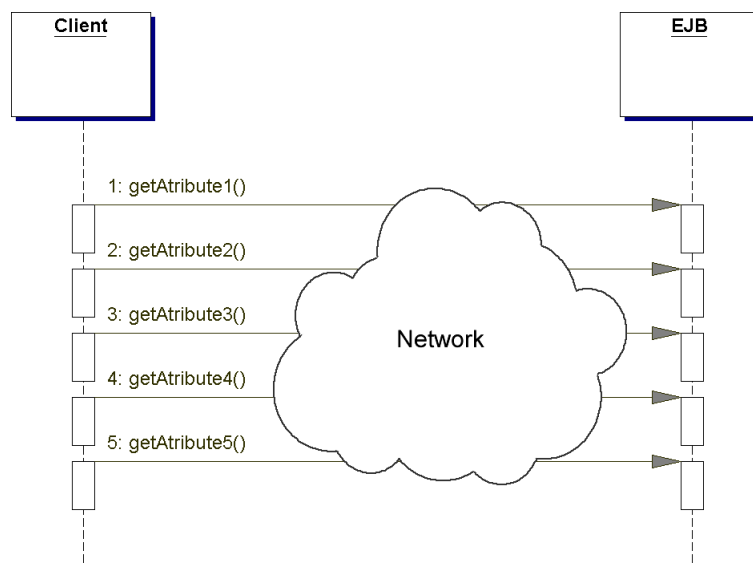 Client
EJB
1: getAtribute1()
2: getAtribute2()
3: getAtribute3()
Network
4: getAtribute4()
5: getAtribute5()